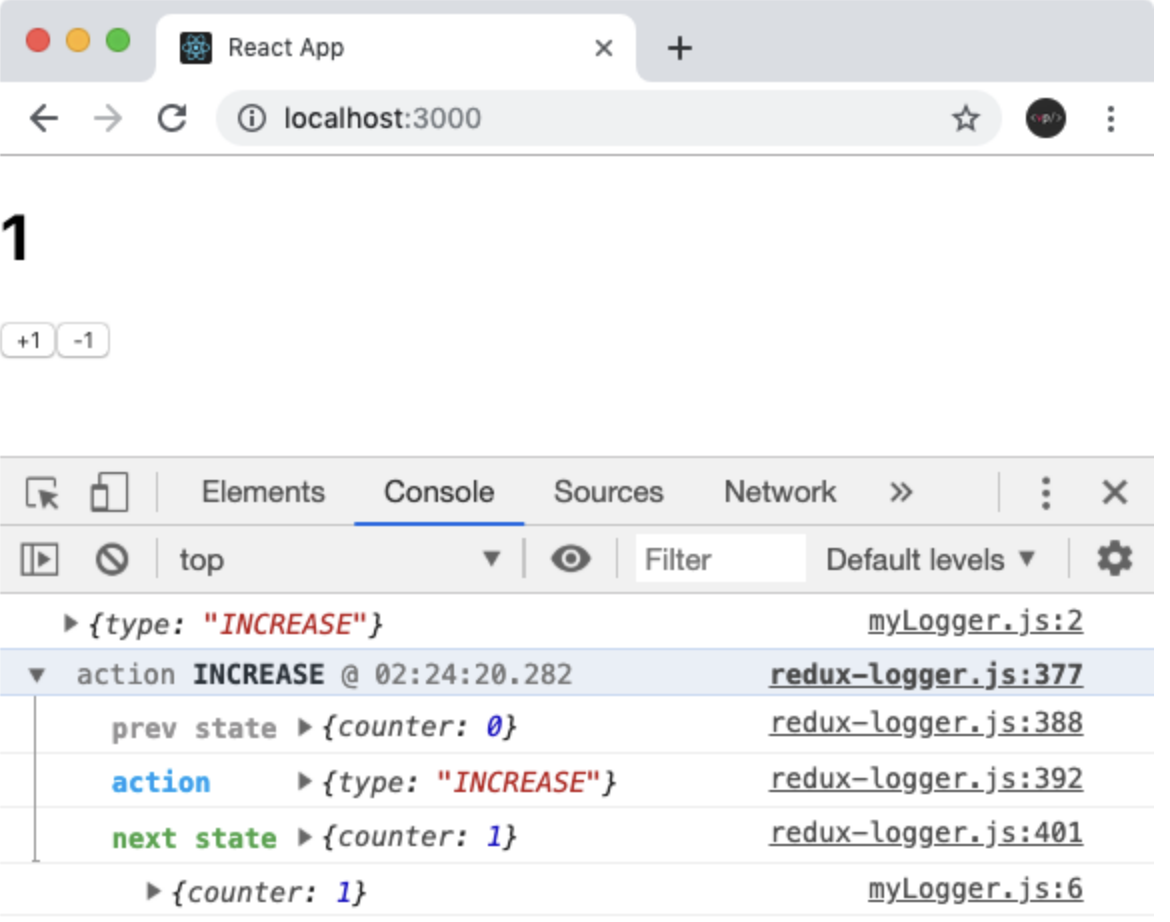 React App
localhost:3000
<vp/>
1
+1 -1
Elements Console Sources Network »
top Filter Default levels
{type: "INCREASE"} myLogger.js:2
action INCREASE @ 02:24:20.282 redux-logger.js:377
prev state {counter: 0} redux-logger.js:388
action {type: "INCREASE"} redux-logger.js:392
next state {counter: 1} redux-logger.js:401
{counter: 1} myLogger.js:6